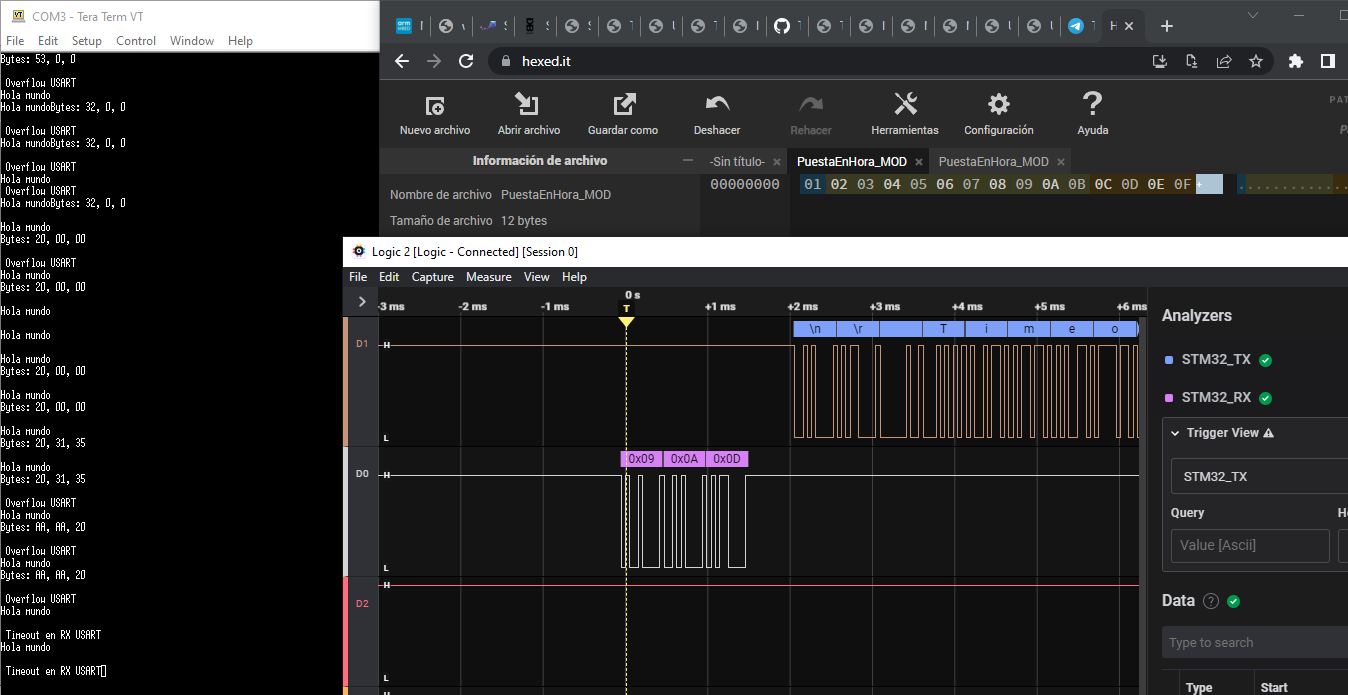 COM3 - Tera Term VT
File Edit Setup Control Window Help
Bytes: 53, 0, 0
Overflow USART
Hola mundo
Hola mundoBytes: 32, 0, 0
Overflow USART
Hola mundoBytes: 32, 0, 0
Overflow USART
Hola mundo
Overflow USART
Hola mundoBytes: 32, 0, 0
Hola mundo
Bytes: 20, 00, 00
Overflow USART
Hola mundo
Bytes: 20, 00, 00
Hola mundo
Hola mundo
Hola mundo
Bytes: 20, 00, 00
Hola mundo
Bytes: 20, 00, 00
Hola mundo
Bytes: 20, 31, 35
Hola mundo
Bytes: 20, 31, 35
Overflow USART
Hola mundo
Bytes: AA, AA, 20
Overflow USART
Hola mundo
Bytes: AA, AA, 20
Overflow USART
Hola mundo
Timeout en RX USART
Hola mundo
Timeout en RX USART
hexed.it
Nuevo archivo Abrir archivo Guardar como Deshacer Rehacer Herramientas Configuración Ayuda
Información de archivo
-Sin título- PuestaEnHora_MOD PuestaEnHora_MOD
Nombre de archivo PuestaEnHora_MOD
Tamaño de archivo 12 bytes
00000000 01 02 03 04 05 06 07 08 09 0A 0B 0C 0D 0E 0F +
Logic 2 [Logic - Connected] [Session 0]
File Edit Capture Measure View Help
0 s
-3 ms -2 ms -1 ms T +1 ms +2 ms +3 ms +4 ms +5 ms +6 ms
D1 H \n \r T i m e o
L
D0 H 0x09 0x0A 0x0D
L
D2 H
L
H
Analyzers
STM32_TX
STM32_RX
Trigger View
STM32_TX
Query
Value [Ascii]
Data ?
Type to search
Type Start